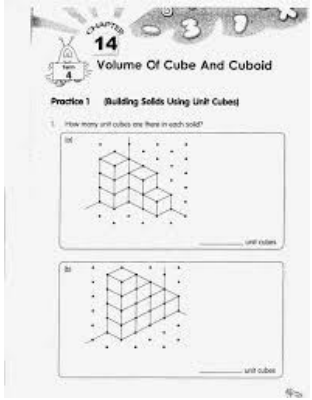 CHAPTER
14
Term
4
Volume Of Cube And Cuboid
Practice 1 (Building Solids Using Unit Cubes)
1. How many unit cubes are there in each solid?
(a)
unit cubes
(b)
unit cubes